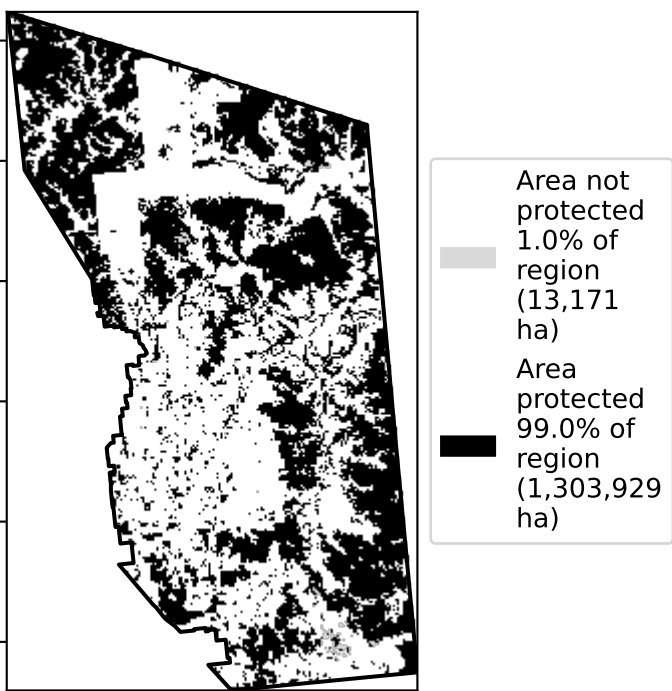 Area not
protected
1.0% of
region
(13,171
ha)
Area
protected
99.0% of
region
(1,303,929
ha)